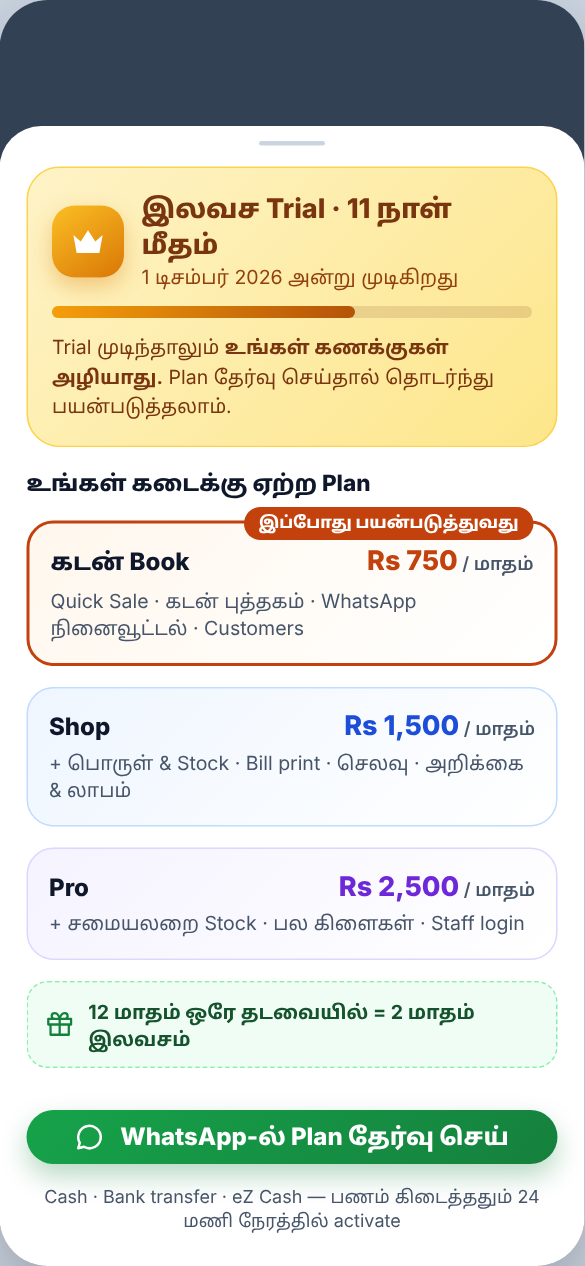 இலவச Trial · 11 நாள்
மீதம்
1 டிசம்பர் 2026 அன்று முடிகிறது
Trial முடிந்தாலும் உங்கள் கணக்குகள்
அழியாது. Plan தேர்வு செய்தால் தொடர்ந்து
பயன்படுத்தலாம்.
உங்கள் கடைக்கு ஏற்ற Plan
இப்போது பயன்படுத்துவது
கடன் Book
Rs 750 / மாதம்
Quick Sale · கடன் புத்தகம் · WhatsApp
நினைவூட்டல் · Customers
Shop
Rs 1,500 / மாதம்
+ பொருள் & Stock · Bill print · செலவு · அறிக்கை
& லாபம்
Pro
Rs 2,500 / மாதம்
+ சமையலறை Stock · பல கிளைகள் · Staff login
12 மாதம் ஒரே தடவையில் = 2 மாதம்
இலவசம்
WhatsApp-ல் Plan தேர்வு செய்
Cash · Bank transfer · eZ Cash — பணம் கிடைத்ததும் 24
மணி நேரத்தில் activate